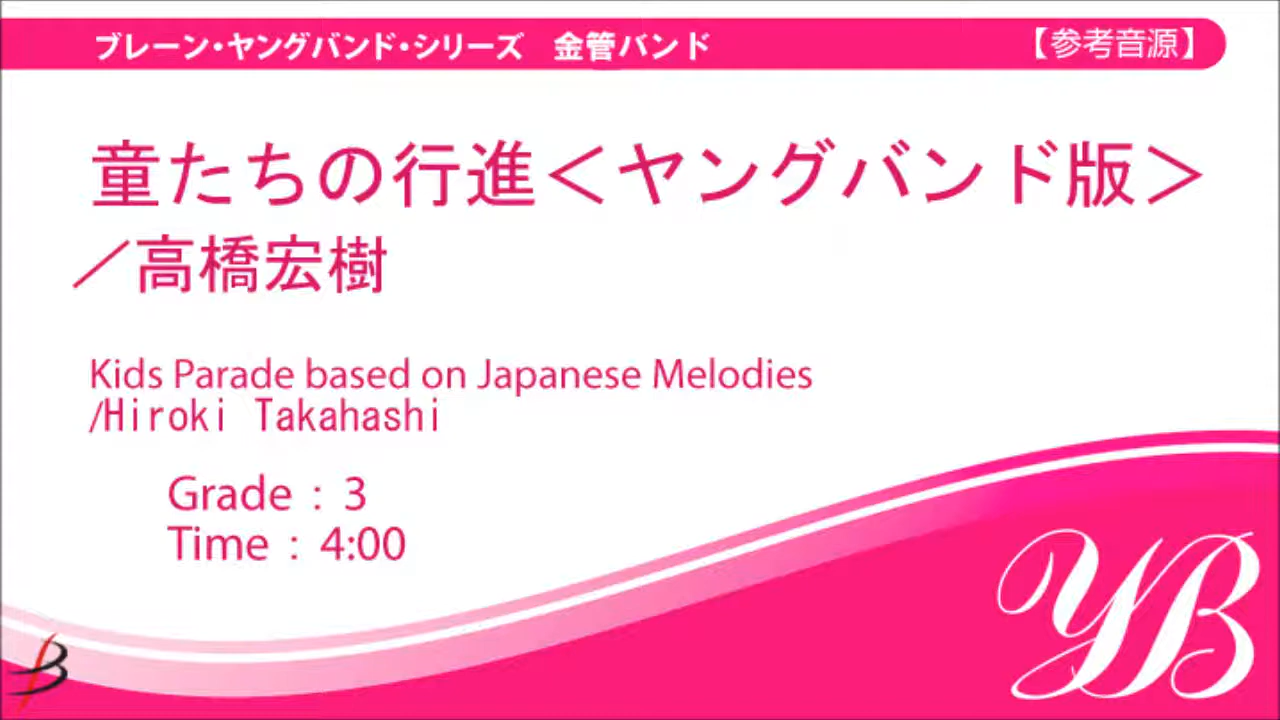 ブレーン・ヤングバンド・シリーズ　金管バンド
【参考音源】
童たちの行進＜ヤングバンド版＞
／高橋宏樹
Kids Parade based on Japanese Melodies
/Hiroki Takahashi
Grade : 3
Time : 4:00
YB
B